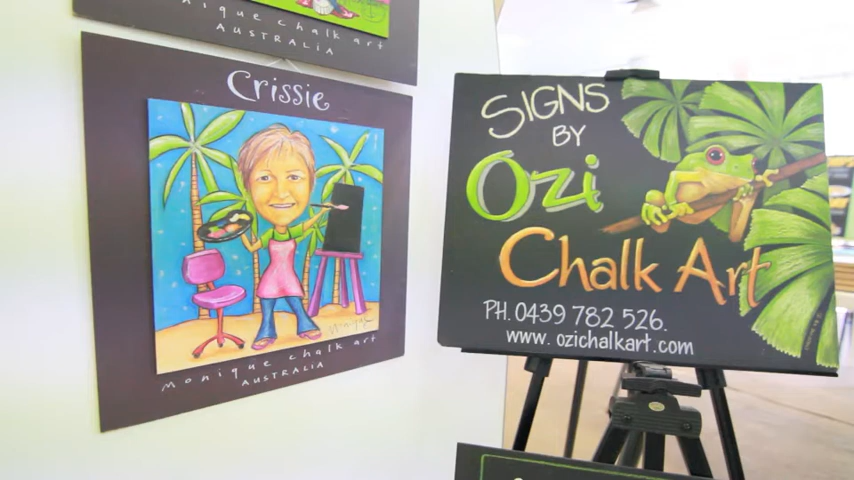 monique chalk art
AUSTRALIA
Crissie
monique chalk art
AUSTRALIA
SIGNS
BY
Ozi
Chalk Art
PH. 0439 782 526.
www.ozichalkart.com